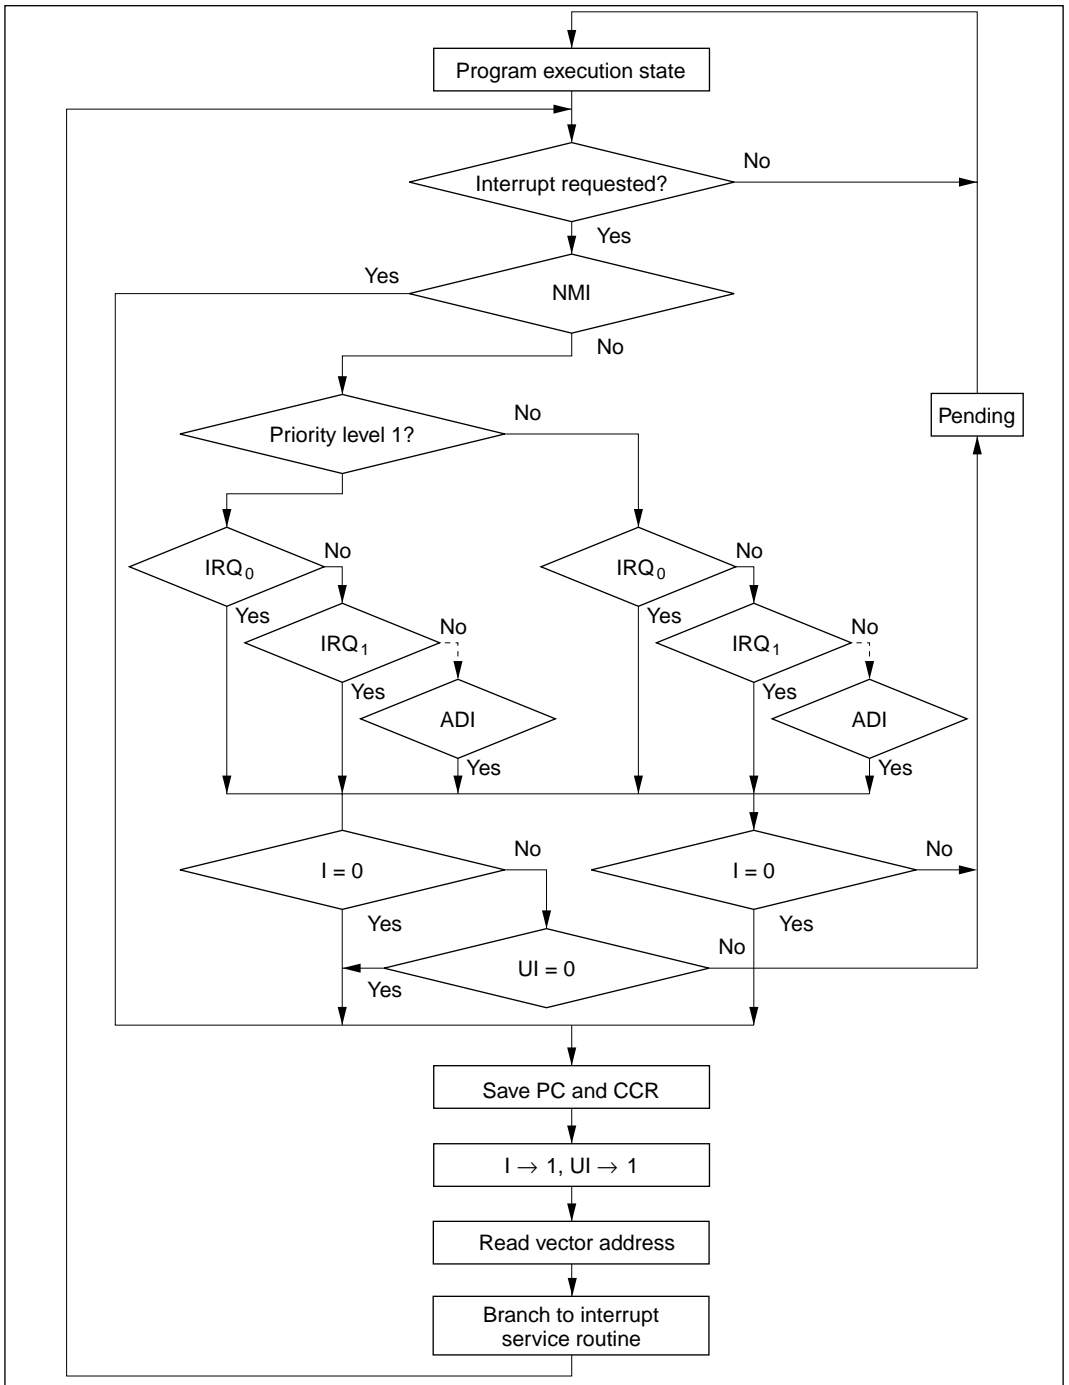 Program execution state
No
Interrupt requested?
Yes
Yes
NMI
No
Pending
No
Priority level 1?
No
No
IRQ0
IRQ0
Yes
No
Yes
No
IRQ1
IRQ1
Yes
Yes
ADI
ADI
Yes
Yes
No
No
I = 0
I = 0
Yes
Yes
No
UI = 0
Yes
Save PC and CCR
I → 1, UI → 1
Read vector address
Branch to interrupt
service routine